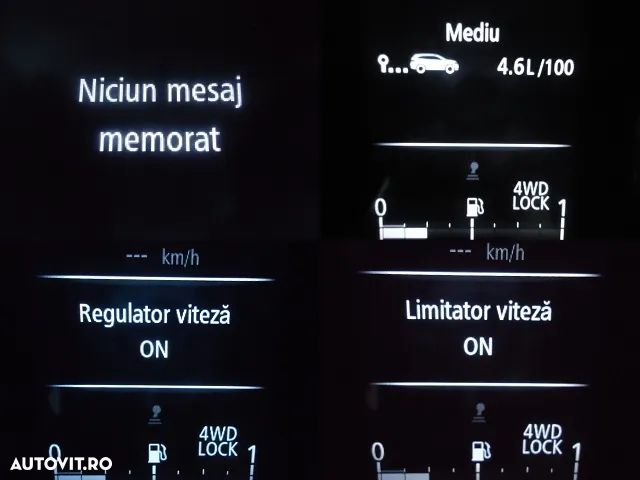 Niciun mesaj
memorat
Mediu
4.6L/100
4WD
LOCK
0
1
--- km/h
Regulator viteză
ON
4WD
LOCK
0
1
--- km/h
Limitator viteză
ON
4WD
LOCK
0
1
AUTOVIT.RO